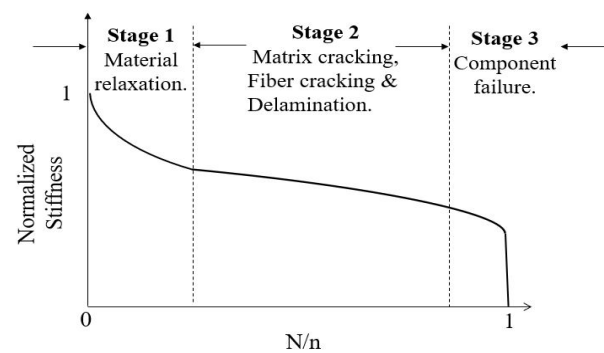 Stage 1
Material
relaxation.
Stage 2
Matrix cracking,
Fiber cracking &
Delamination.
Stage 3
Component
failure.
1
Normalized
Stiffness
0
1
N/n